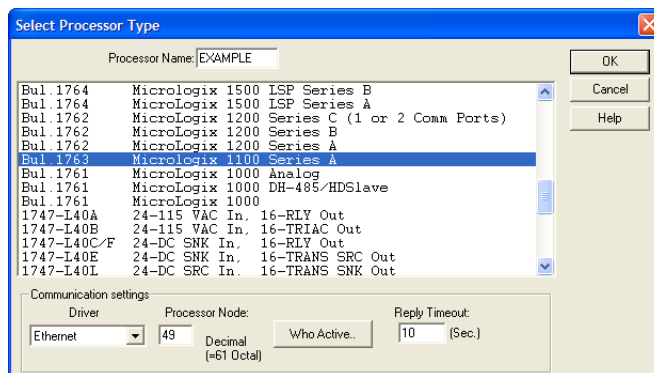 Select Processor Type
Processor Name: EXAMPLE
OK
Cancel
Help
Bul.1764 Micrologix 1500 LSP Series B
Bul.1764 Micrologix 1500 LSP Series A
Bul.1762 MicroLogix 1200 Series C (1 or 2 Comm Ports)
Bul.1762 MicroLogix 1200 Series B
Bul.1762 MicroLogix 1200 Series A
Bul.1763 MicroLogix 1100 Series A
Bul.1761 MicroLogix 1000 Analog
Bul.1761 MicroLogix 1000 DH-485/HDSlave
Bul.1761 MicroLogix 1000
1747-L40A 24-115 VAC In, 16-RLY Out
1747-L40B 24-115 VAC In, 16-TRIAC Out
1747-L40C/F 24-DC SNK In, 16-RLY Out
1747-L40E 24-DC SNK In, 16-TRANS SRC Out
1747-L40L 24-DC SRC In, 16-TRANS SNK Out
Communication settings
Driver Processor Node: Reply Timeout:
Ethernet 49 Decimal (=61 Octal) Who Active.. 10 (Sec.)